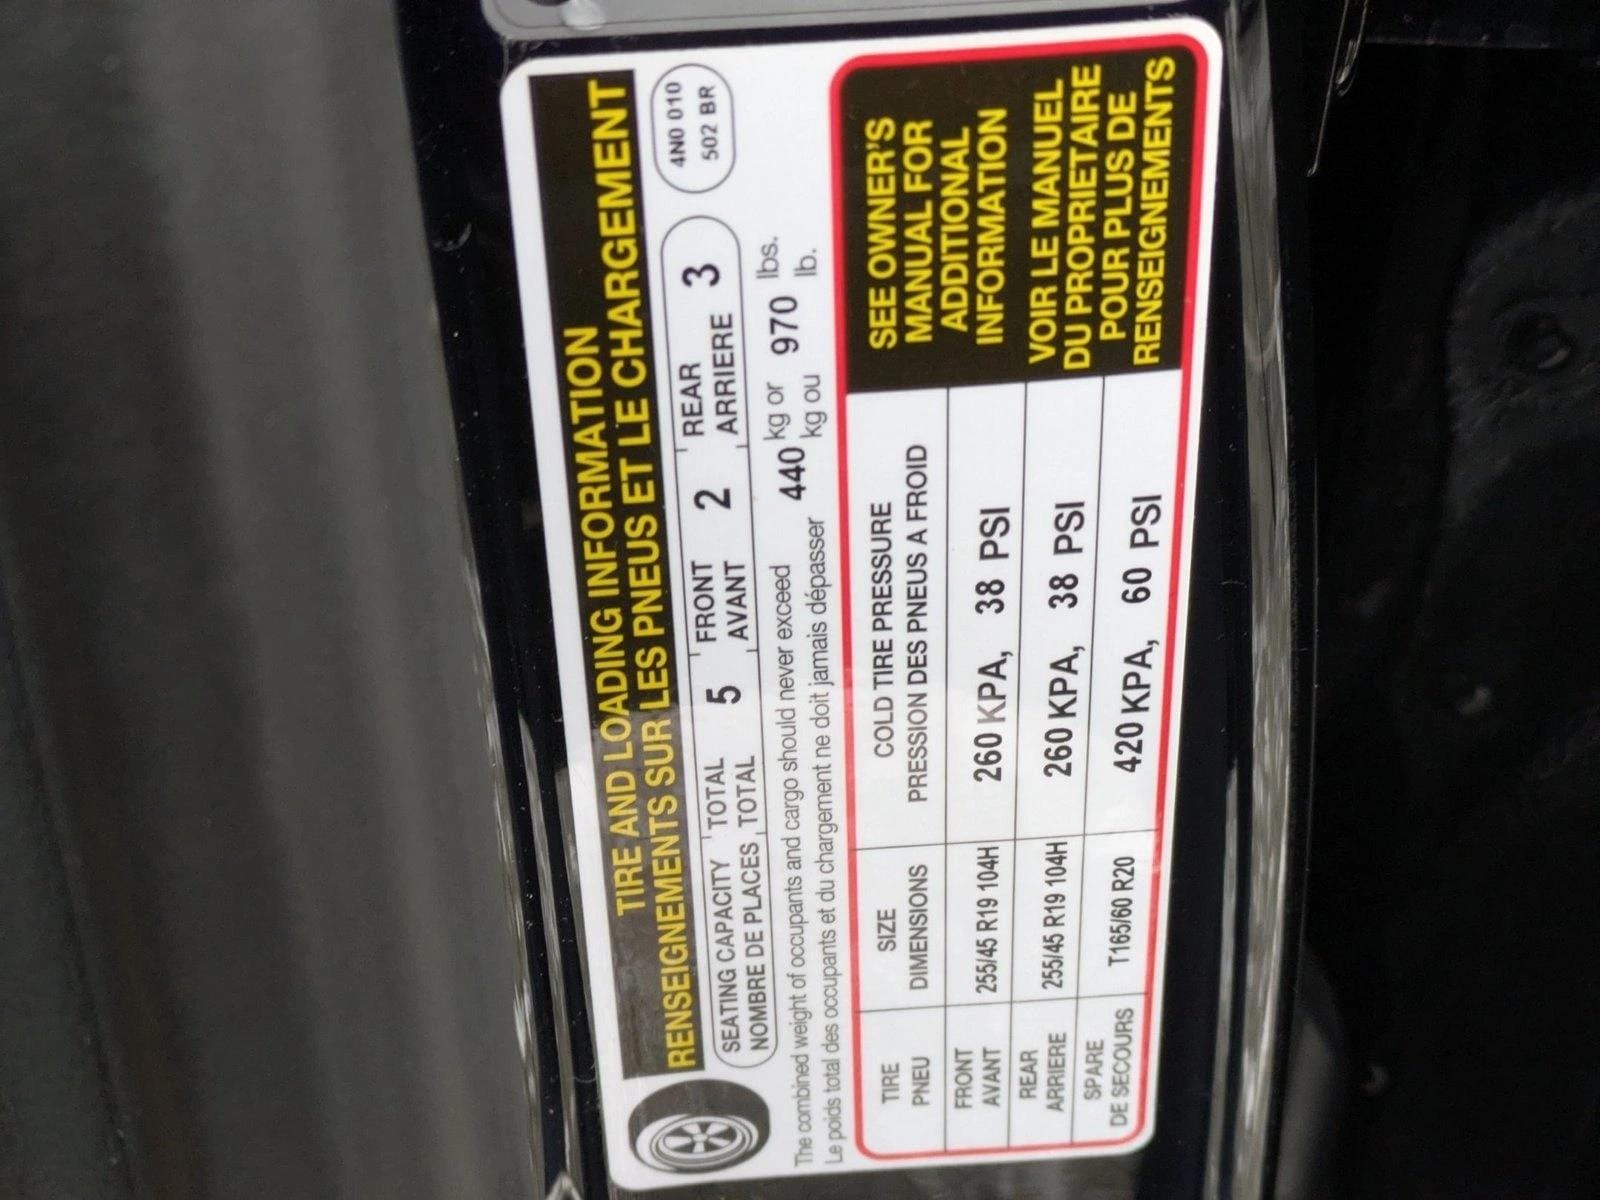 TIRE AND LOADING INFORMATION
RENSEIGNEMENTS SUR LES PNEUS ET LE CHARGEMENT
SEATING CAPACITY TOTAL 5 FRONT 2 REAR 3
NOMBRE DE PLACES TOTAL AVANT ARRIERE
4N0 010
502 BR
The combined weight of occupants and cargo should never exceed 440 kg or 970 lbs.
Le poids total des occupants et du chargement ne doit jamais dépasser kg ou lb.
TIRE SIZE COLD TIRE PRESSURE
PNEU DIMENSIONS PRESSION DES PNEUS A FROID
FRONT
AVANT 255/45 R19 104H 260 KPA, 38 PSI
REAR
ARRIERE 255/45 R19 104H 260 KPA, 38 PSI
SPARE
DE SECOURS T165/60 R20 420 KPA, 60 PSI
SEE OWNER'S
MANUAL FOR
ADDITIONAL
INFORMATION
VOIR LE MANUEL
DU PROPRIETAIRE
POUR PLUS DE
RENSEIGNEMENTS